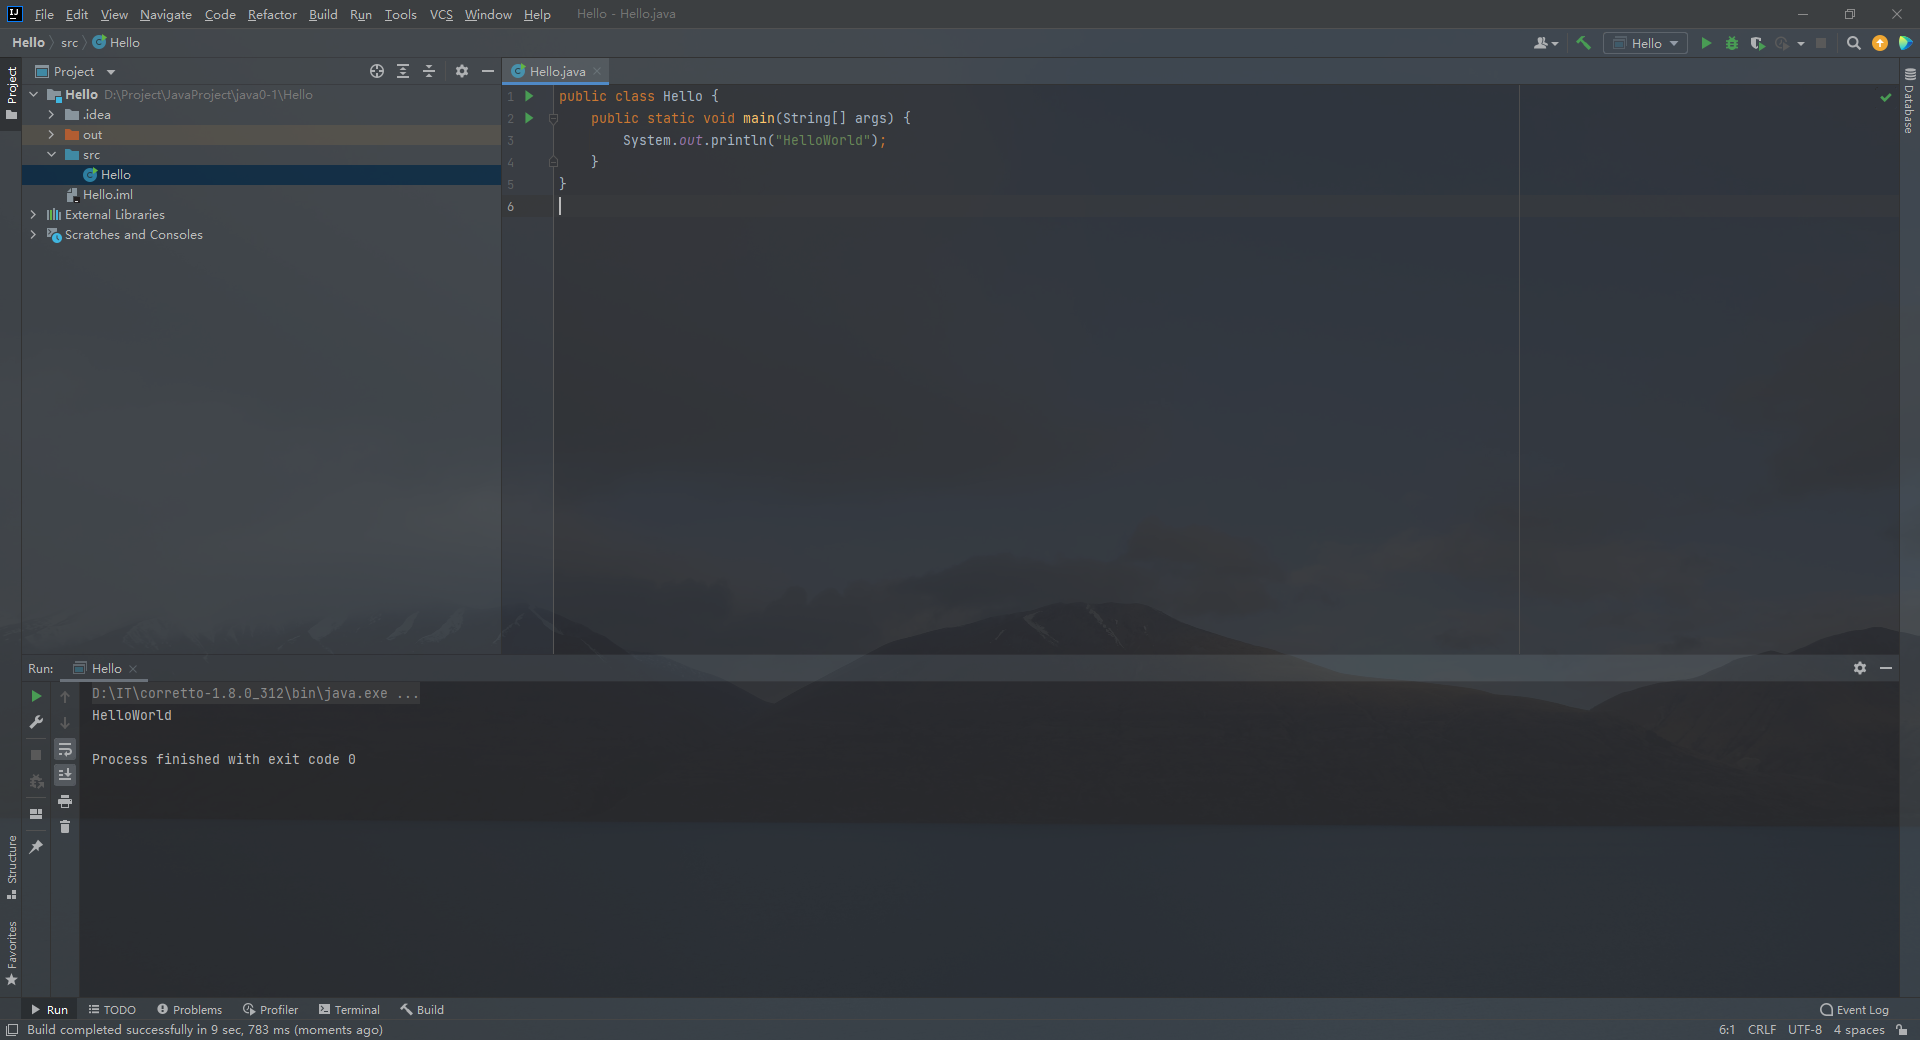 File Edit View Navigate Code Refactor Build Run Tools VCS Window Help Hello - Hello.java
Hello src Hello
Hello
Project
Hello.java
Project
Hello D:\Project\JavaProject\java0-1\Hello
.idea
out
src
Hello
Hello.iml
External Libraries
Scratches and Consoles
1 public class Hello {
2 public static void main(String[] args) {
3 System.out.println("HelloWorld");
4 }
5 }
6
Database
Run: Hello
D:\IT\corretto-1.8.0_312\bin\java.exe ...
HelloWorld
Process finished with exit code 0
Structure
Favorites
Run TODO Problems Profiler Terminal Build Event Log
Build completed successfully in 9 sec, 783 ms (moments ago) 6:1 CRLF UTF-8 4 spaces